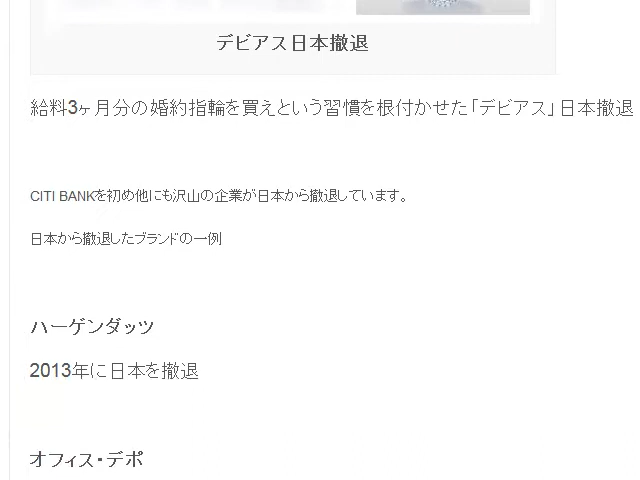 デビアス日本撤退
給料3ヶ月分の婚約指輪を買えという習慣を根付かせた「デビアス」日本撤退
CITI BANKを初め他にも沢山の企業が日本から撤退しています。
日本から撤退したブランドの一例
ハーゲンダッツ
2013年に日本を撤退
オフィス・デポ